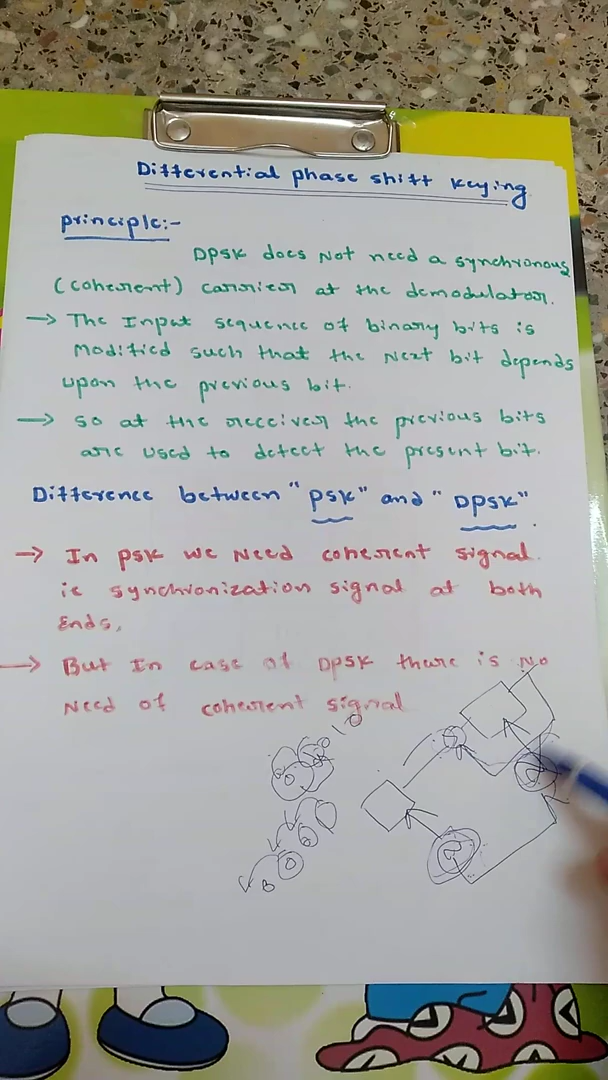 Differential phase shift keying
principle:-
DPSK does not need a synchronous
(coherent) carrier at the demodulator.
→ The Input sequence of binary bits is
modified such that the Next bit depends
upon the previous bit.
→ so at the receiver the previous bits
are used to detect the present bit.
Difference between "PSK" and "DPSK".
→ In PSK we Need coherent signal.
ie synchronization signal at both
Ends.
→ But In case of DPSK there is No
Need of coherent signal